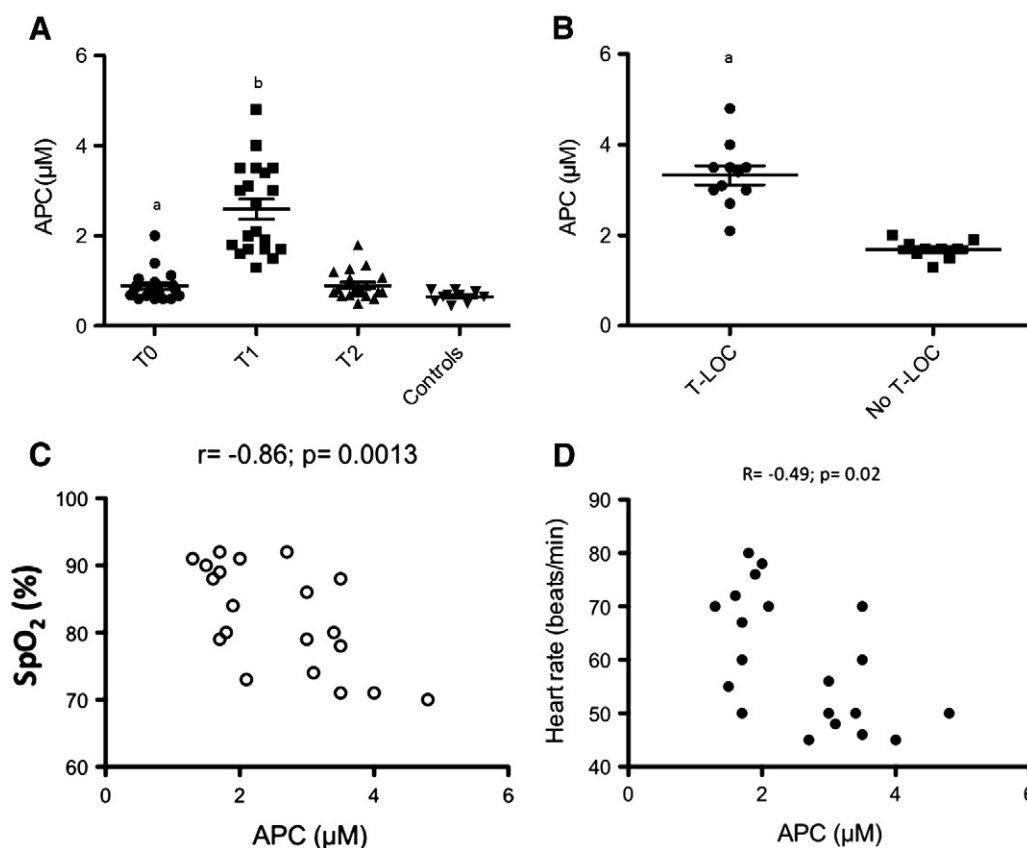 A
6
4
2
0
APC(µM)
a
b
T0
T1
T2
Controls
B
6
4
2
0
APC (µM)
a
T-LOC
No T-LOC
C
r= -0.86; p= 0.0013
100
90
80
70
60
SpO₂ (%)
0
2
4
6
APC (µM)
D
R= -0.49; p= 0.02
90
80
70
60
50
40
Heart rate (beats/min)
0
2
4
6
APC (µM)